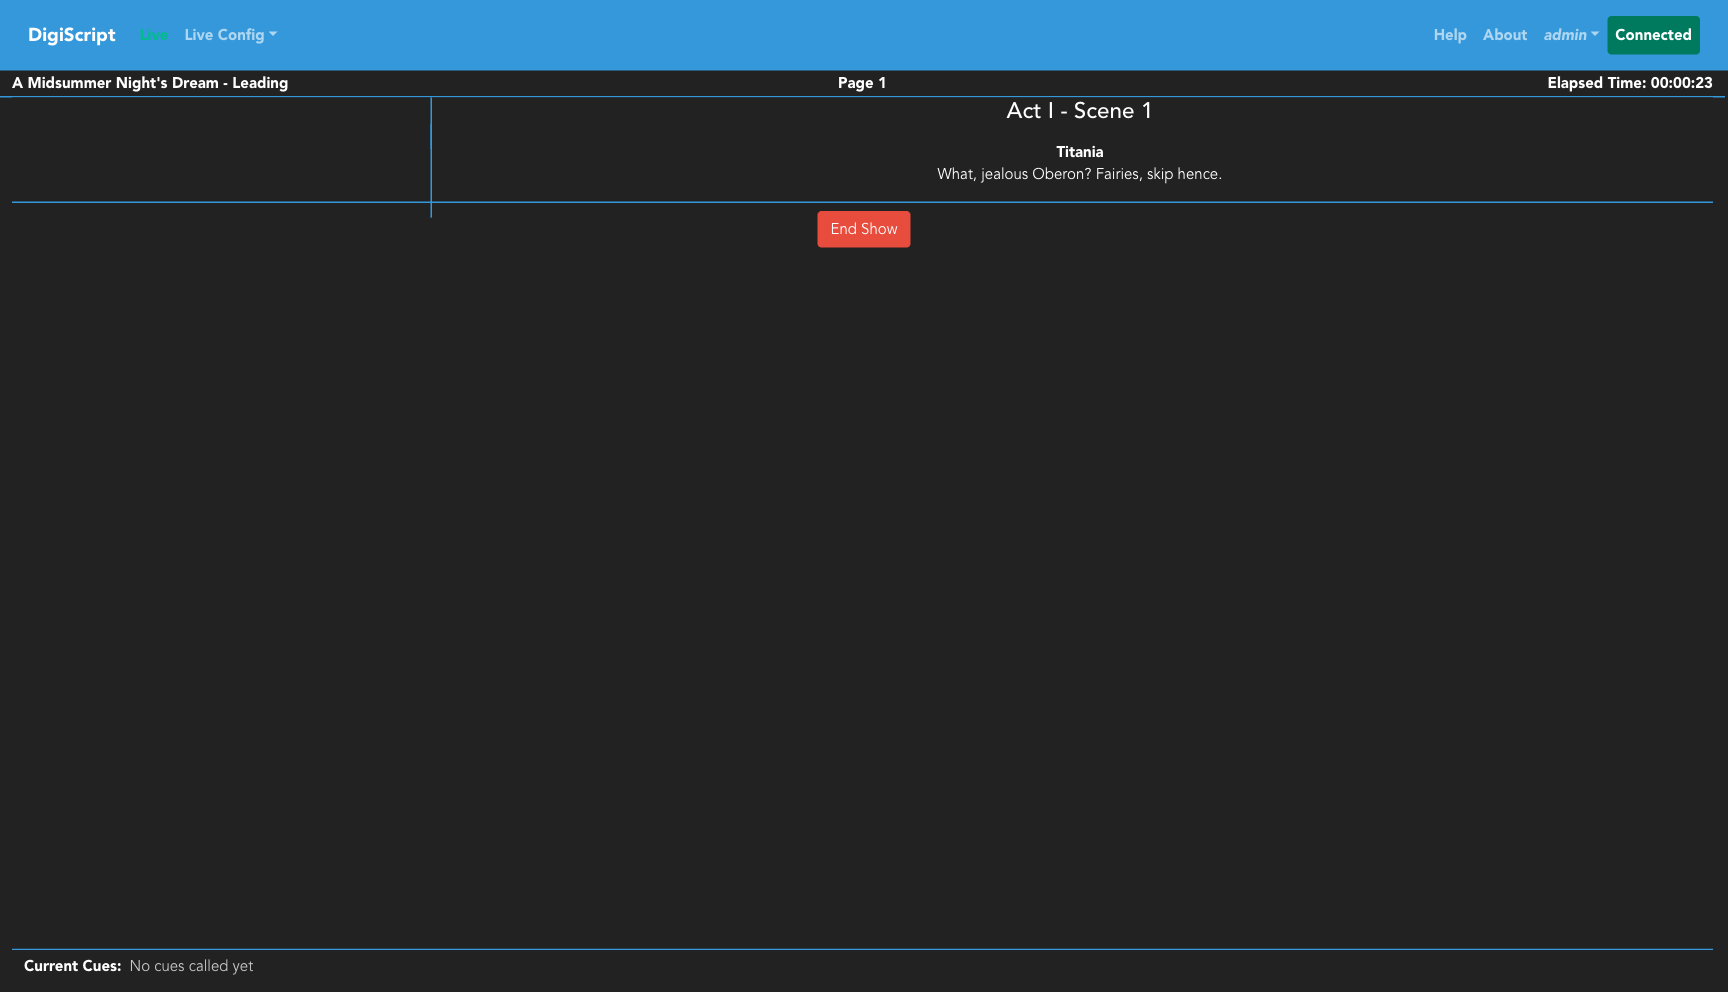 DigiScript Live Live Config Help About admin Connected
A Midsummer Night's Dream - Leading Page 1 Elapsed Time: 00:00:23
Act I - Scene 1
Titania
What, jealous Oberon? Fairies, skip hence.
End Show
Current Cues: No cues called yet